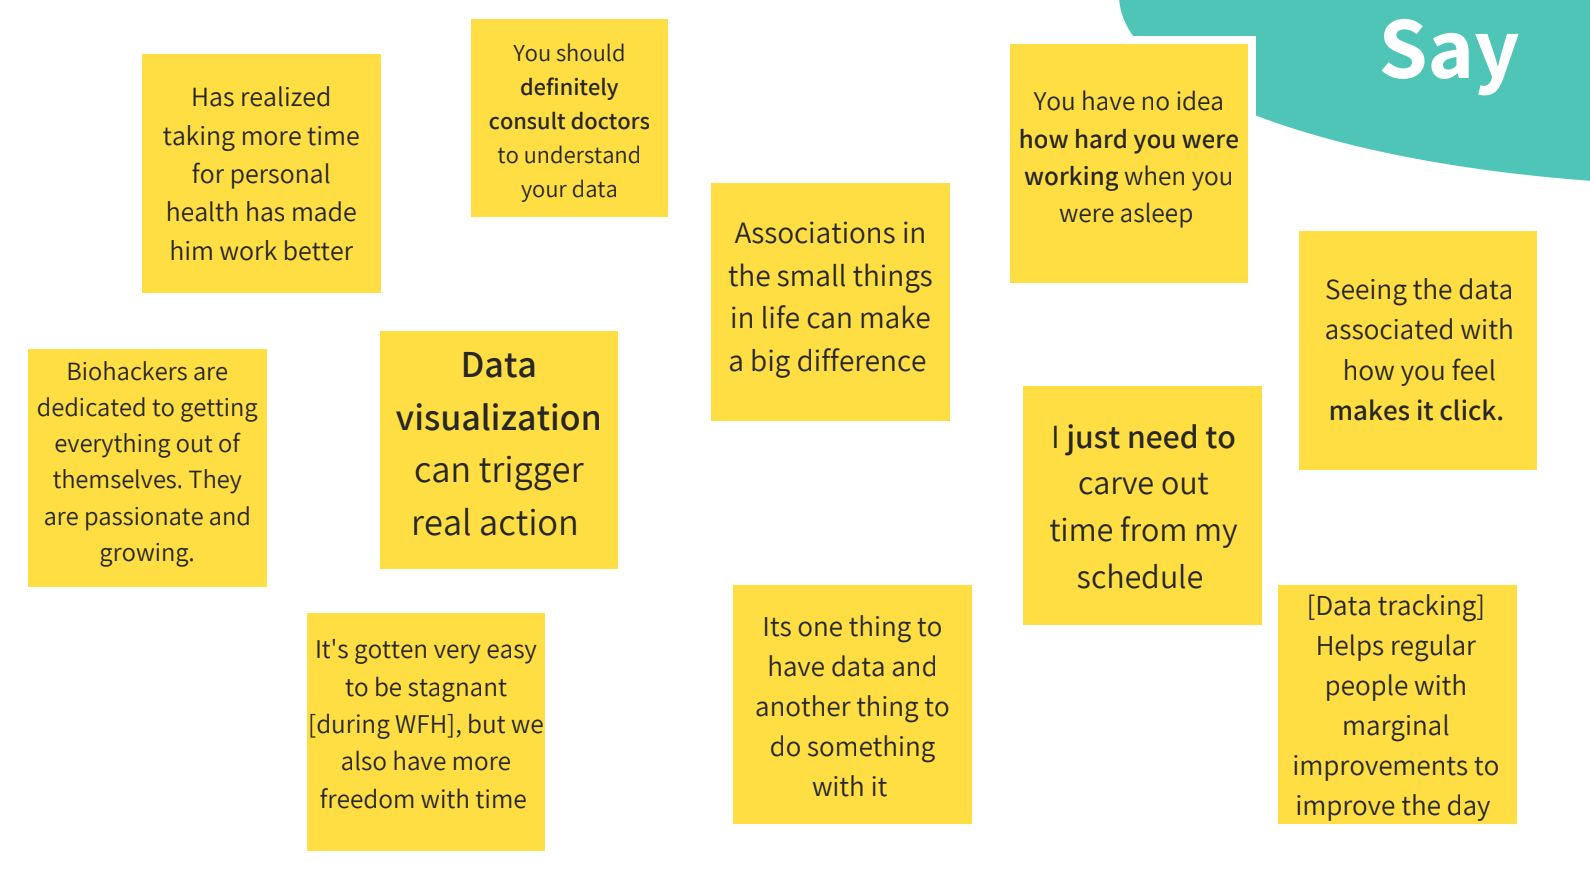 Say
Has realized
taking more time
for personal
health has made
him work better
You should
definitely
consult doctors
to understand
your data
Associations in
the small things
in life can make
a big difference
You have no idea
how hard you were
working when you
were asleep
Seeing the data
associated with
how you feel
makes it click.
Biohackers are
dedicated to getting
everything out of
themselves. They
are passionate and
growing.
Data
visualization
can trigger
real action
I just need to
carve out
time from my
schedule
It's gotten very easy
to be stagnant
[during WFH], but we
also have more
freedom with time
Its one thing to
have data and
another thing to
do something
with it
[Data tracking]
Helps regular
people with
marginal
improvements to
improve the day